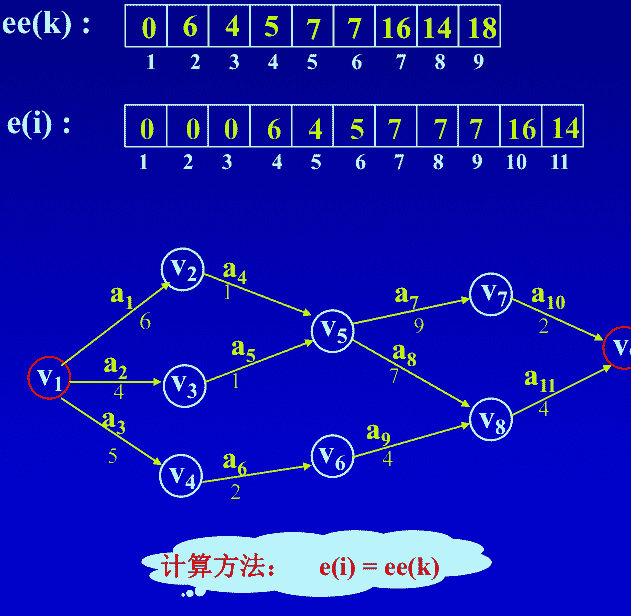 ee(k) : 0 6 4 5 7 7 16 14 18
1 2 3 4 5 6 7 8 9
e(i) : 0 0 0 6 4 5 7 7 7 16 14
1 2 3 4 5 6 7 8 9 10 11
v2 a4 1
a1 6
a7 9 v7 a10 2
v5
a5 1
a8 7
v1 a2 4 v3
a11 4
a3 5
v8
a9 4
v6
v4 a6 2
计算方法： e(i) = ee(k)